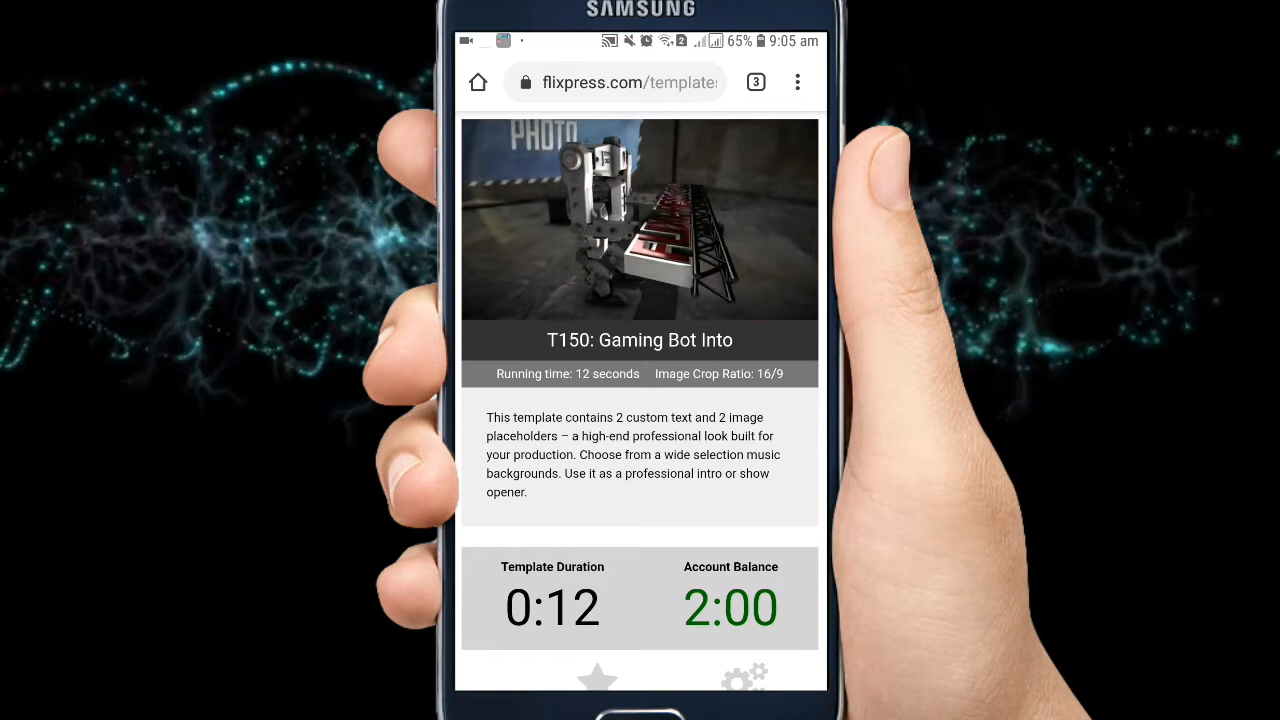 SAMSUNG
2 65% 9:05 am
flixpress.com/template
3
PHOTO
T150: Gaming Bot Into
Running time: 12 seconds Image Crop Ratio: 16/9
This template contains 2 custom text and 2 image
placeholders – a high-end professional look built for
your production. Choose from a wide selection music
backgrounds. Use it as a professional intro or show
opener.
Template Duration Account Balance
0:12 2:00